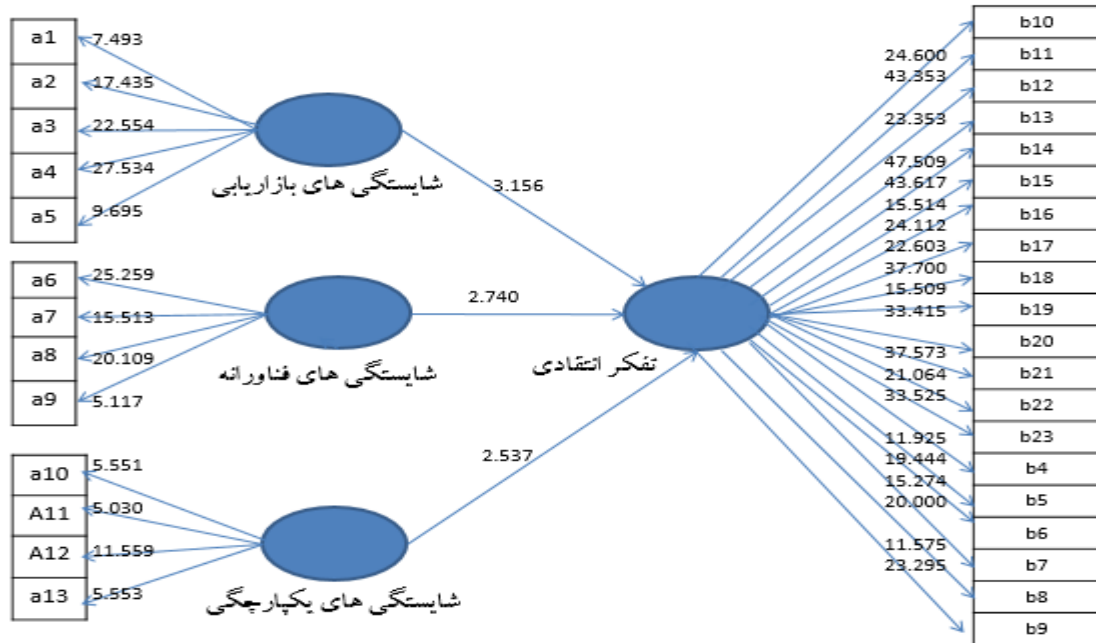 a1
a2
a3
a4
a5
7.493
17.435
22.554
27.534
9.695
شایستگی های بازاریابی
3.156
a6
a7
a8
a9
25.259
15.513
20.109
5.117
شایستگی های فناورانه
2.740
a10
A11
A12
a13
5.551
5.030
11.559
5.553
شایستگی های یکپارچگی
2.537
تفکر انتقادی
24.600
43.353
23.353
47.509
43.617
15.514
24.112
22.603
37.700
15.509
33.415
37.573
21.064
33.525
11.925
19.444
15.274
20.000
11.575
23.295
b10
b11
b12
b13
b14
b15
b16
b17
b18
b19
b20
b21
b22
b23
b4
b5
b6
b7
b8
b9